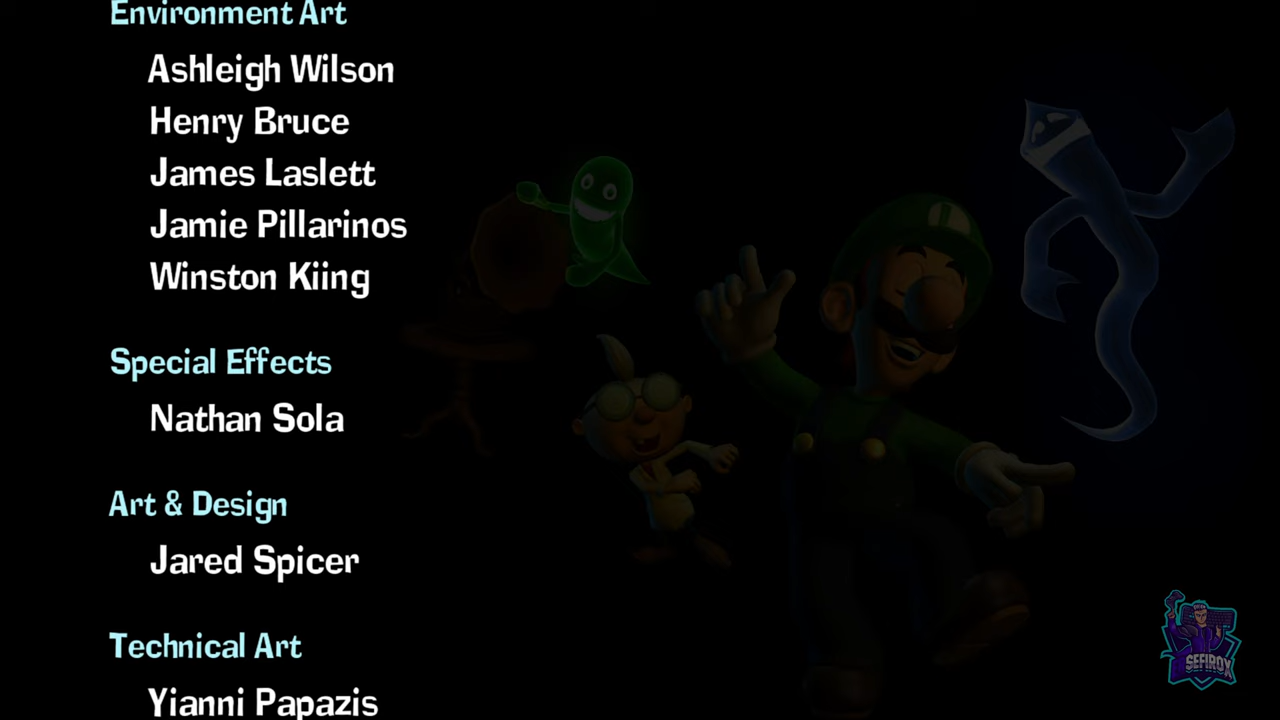 Environment Art
Ashleigh Wilson
Henry Bruce
James Laslett
Jamie Pillarinos
Winston Kiing
Special Effects
Nathan Sola
Art & Design
Jared Spicer
Technical Art
Yianni Papazis
SEFIROX